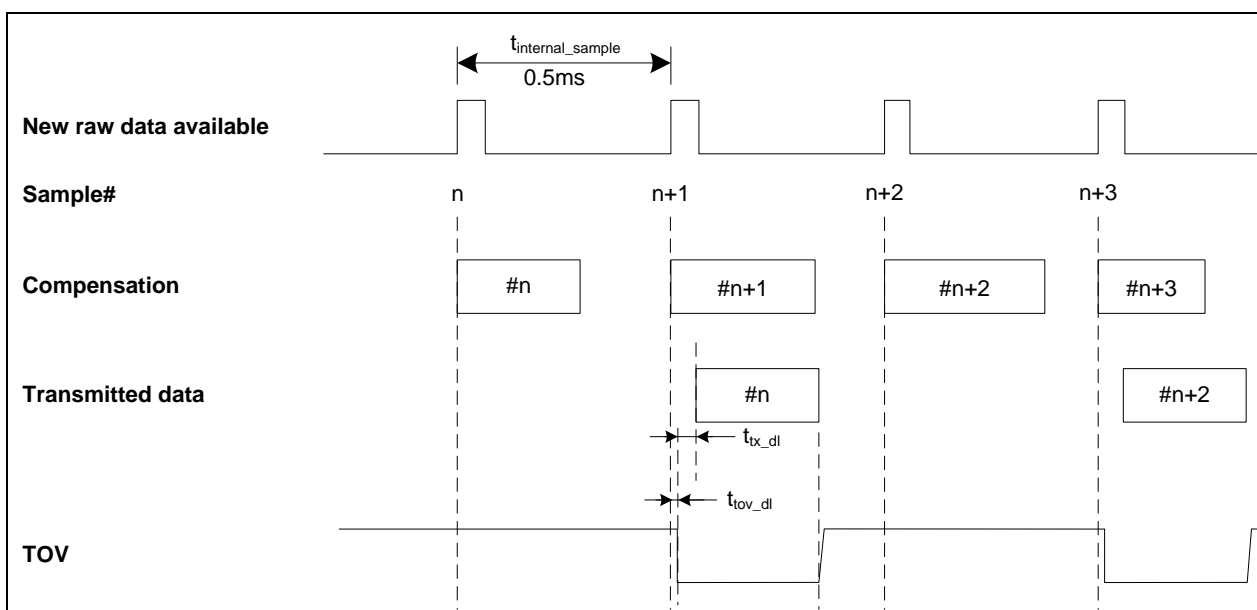 t_internal_sample
0.5ms
New raw data available
Sample# n n+1 n+2 n+3
Compensation #n #n+1 #n+2 #n+3
Transmitted data #n #n+2
t_tx_dl
t_tov_dl
TOV